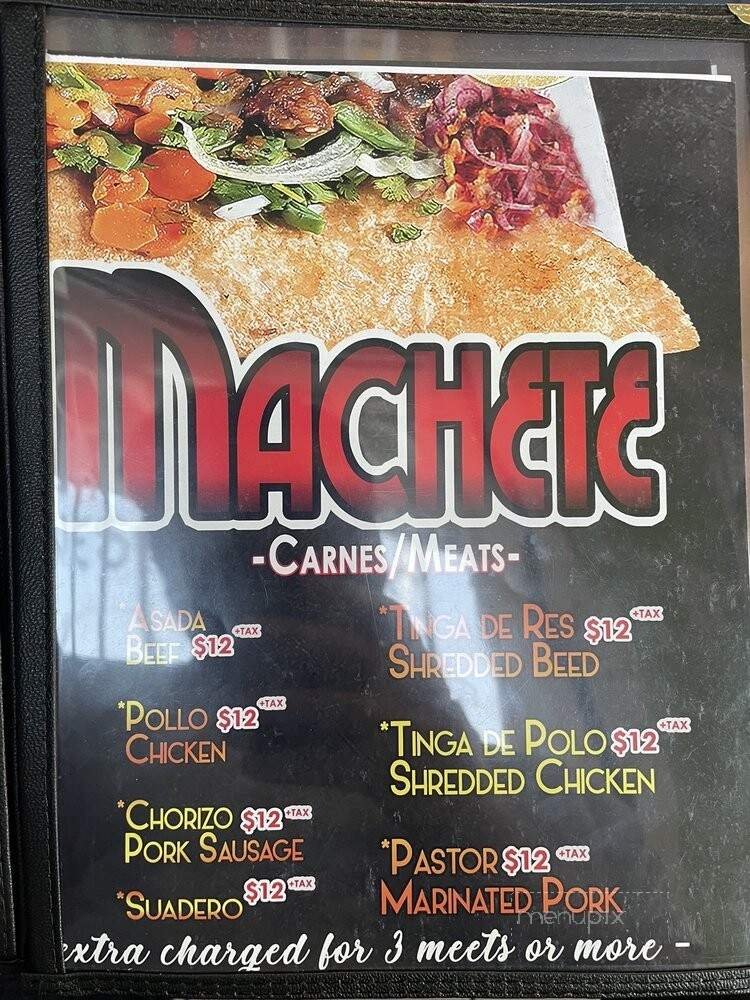 MACHETE
-CARNES/MEATS-
*ASADA
BEEF $12 +TAX
*POLLO $12 +TAX
CHICKEN
*CHORIZO $12 +TAX
PORK SAUSAGE
*SUADERO $12 +TAX
*TINGA DE RES $12 +TAX
SHREDDED BEED
*TINGA DE POLO $12 +TAX
SHREDDED CHICKEN
*PASTOR $12 +TAX
MARINATED PORK
menupix
extra charged for 3 meets or more -